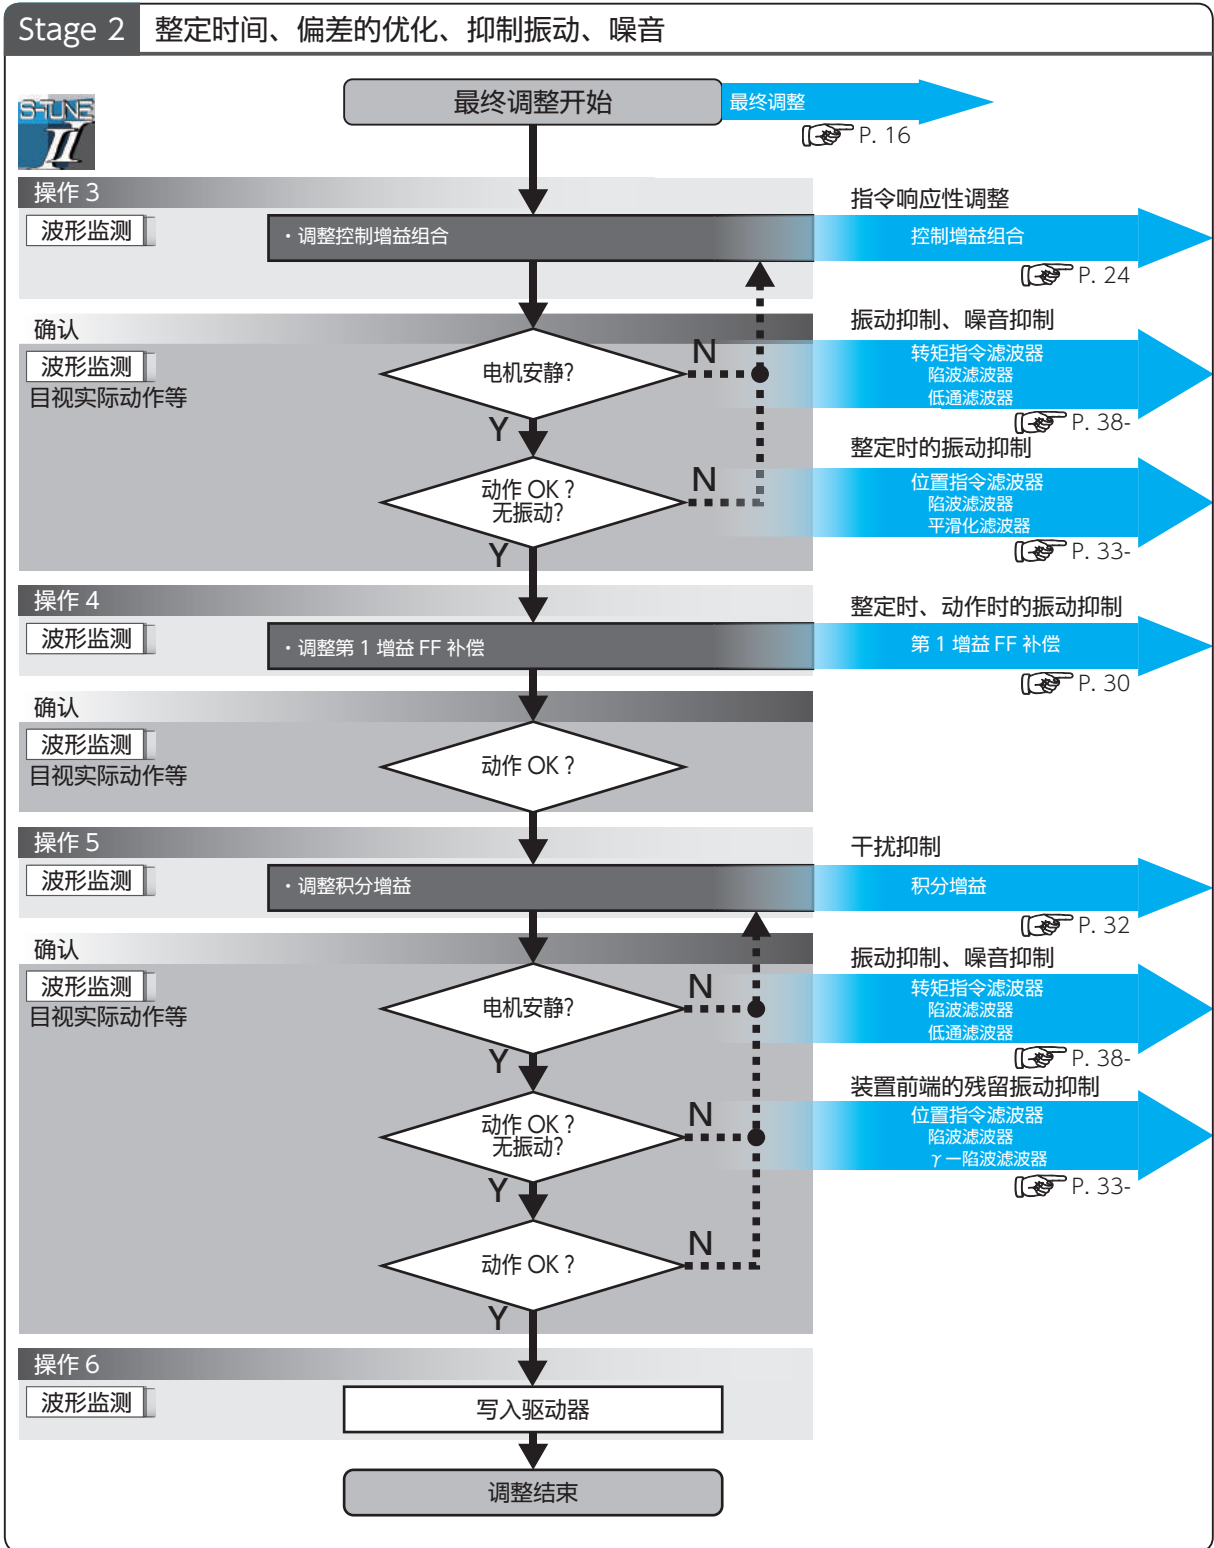 Stage 2 整定时间、偏差的优化、抑制振动、噪音
S-TUNE
II
最终调整开始
最终调整
P. 16
操作 3
波形监测
・调整控制增益组合
指令响应性调整
控制增益组合
P. 24
确认
波形监测
目视实际动作等
电机安静?
N
Y
振动抑制、噪音抑制
转矩指令滤波器
陷波滤波器
低通滤波器
P. 38-
动作 OK ?
无振动?
N
Y
整定时的振动抑制
位置指令滤波器
陷波滤波器
平滑化滤波器
P. 33-
操作 4
波形监测
・调整第 1 增益 FF 补偿
整定时、动作时的振动抑制
第 1 增益 FF 补偿
P. 30
确认
波形监测
目视实际动作等
动作 OK ?
操作 5
波形监测
・调整积分增益
干扰抑制
积分增益
P. 32
确认
波形监测
目视实际动作等
电机安静?
N
Y
振动抑制、噪音抑制
转矩指令滤波器
陷波滤波器
低通滤波器
P. 38-
动作 OK ?
无振动?
N
Y
装置前端的残留振动抑制
位置指令滤波器
陷波滤波器
γー陷波滤波器
P. 33-
动作 OK ?
N
Y
操作 6
波形监测
写入驱动器
调整结束